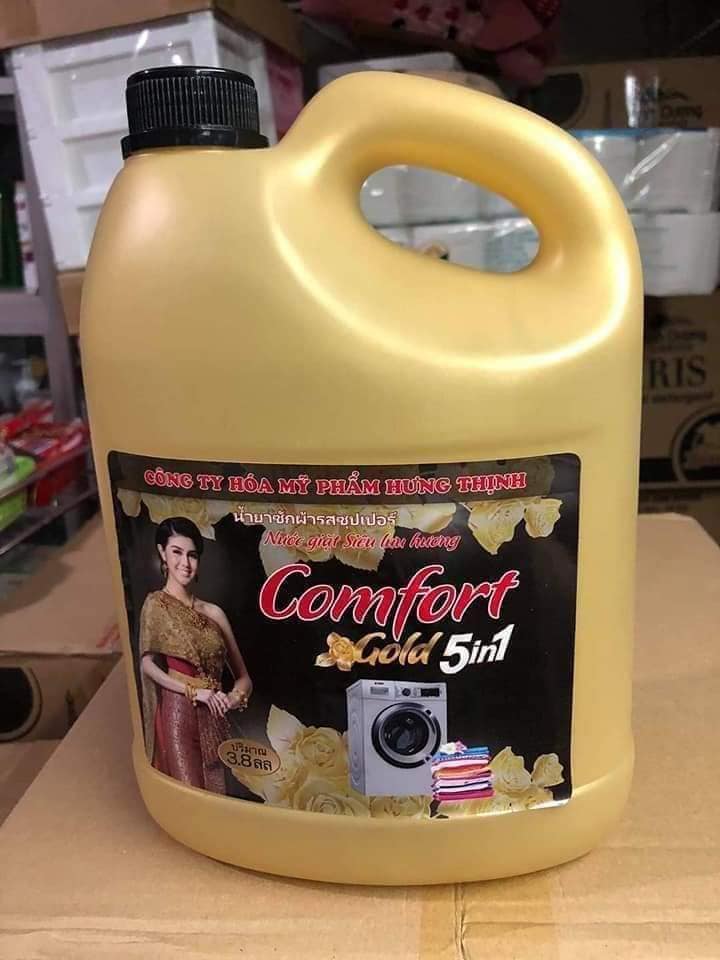 CÔNG TY HÓA MỸ PHẨM HƯNG THỊNH
น้ำยาซักผ้ารสซุปเปอร์
Nước giặt Siêu lưu hương
Comfort
Gold 5in1
ปริมาณ
3.8ลล
RIS